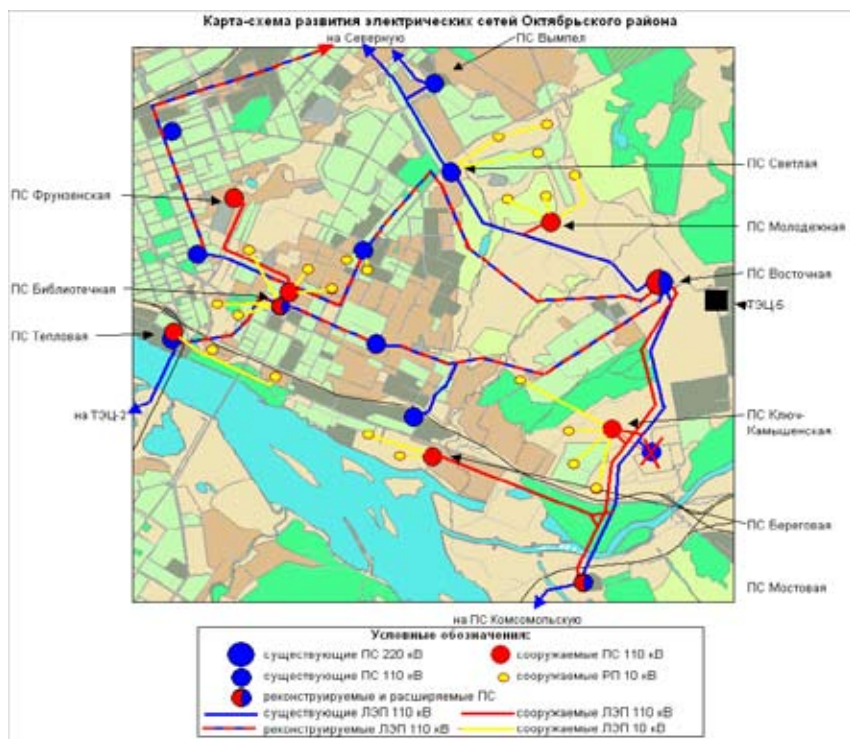 Карта-схема развития электрических сетей Октябрьского района
на Северную
ПС Вымпел
ПС Светлая
ПС Фрунзенская
ПС Молодежная
ПС Восточная
ПС Библиотечная
ТЭЦ-5
ПС Тепловая
на ТЭЦ-2
ПС Ключ-
Камышенская
ПС Береговая
ПС Мостовая
на ПС Комсомольскую
Условные обозначения:
существующие ПС 220 кВ
сооружаемые ПС 110 кВ
существующие ПС 110 кВ
сооружаемые РП 10 кВ
реконструируемые и расширяемые ПС
существующие ЛЭП 110 кВ
сооружаемые ЛЭП 110 кВ
реконструируемые ЛЭП 110 кВ
сооружаемые ЛЭП 10 кВ